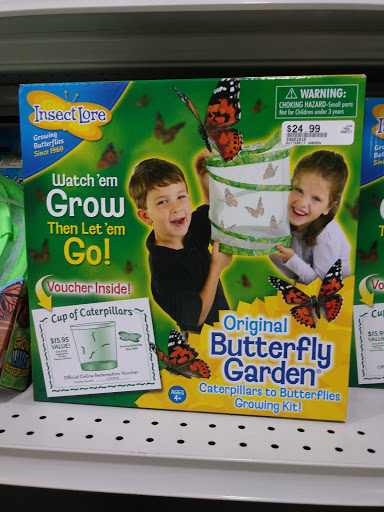 Insect Lore
Growing
Butterflies
Since 1969
WARNING:
CHOKING HAZARD-Small parts
Not for Children under 3 years
$24.99
BUTTERFLY GARDEN
Watch 'em
Grow
Then Let 'em
Go!
Voucher Inside!
Cup of Caterpillars
$15.95
VALUE!
Official Online Redemption Voucher
AGES
4+
Original
Butterfly
Garden®
Caterpillars to Butterflies
Growing Kit!